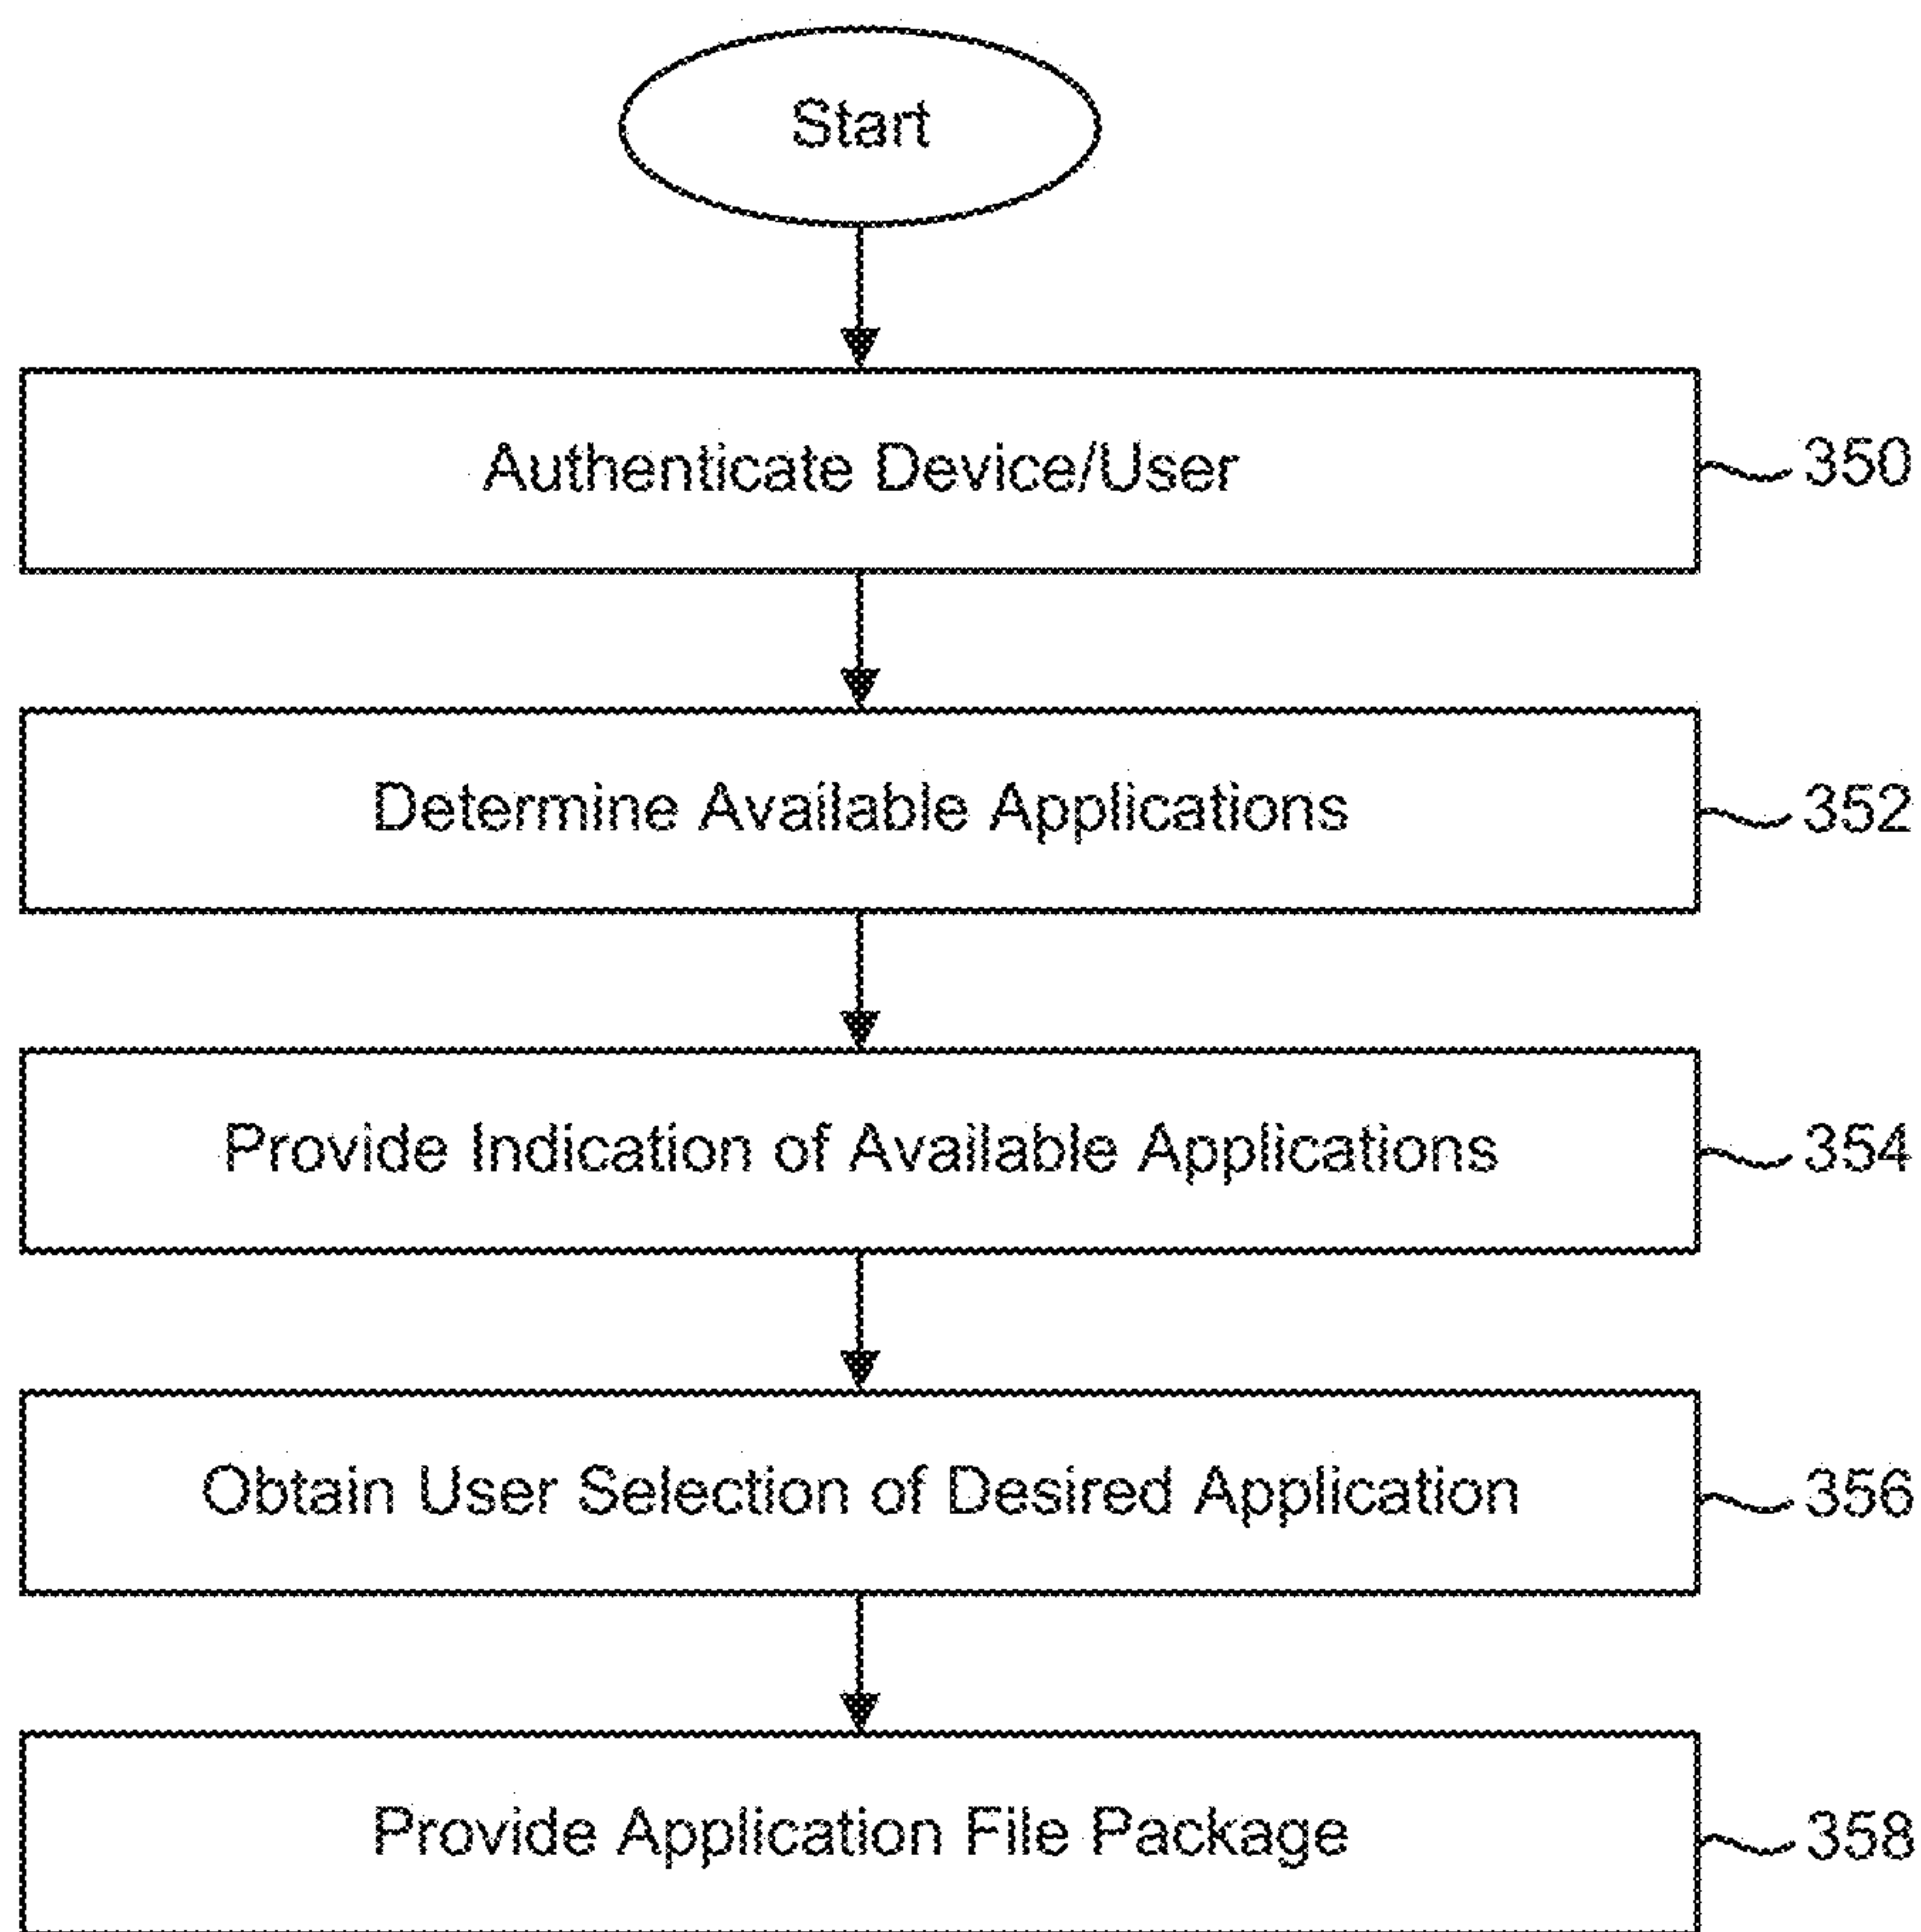 Start
Authenticate Device/User
350
Determine Available Applications
352
Provide Indication of Available Applications
354
Obtain User Selection of Desired Application
356
Provide Application File Package
358